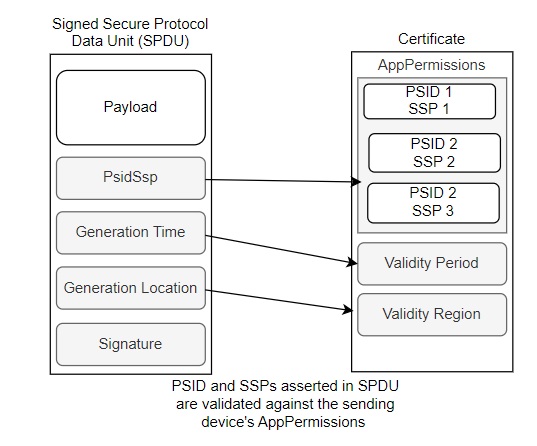 Signed Secure Protocol
Data Unit (SPDU)
Payload
PsidSsp
Generation Time
Generation Location
Signature
Certificate
AppPermissions
PSID 1
SSP 1
PSID 2
SSP 2
PSID 2
SSP 3
Validity Period
Validity Region
PSID and SSPs asserted in SPDU
are validated against the sending
device's AppPermissions